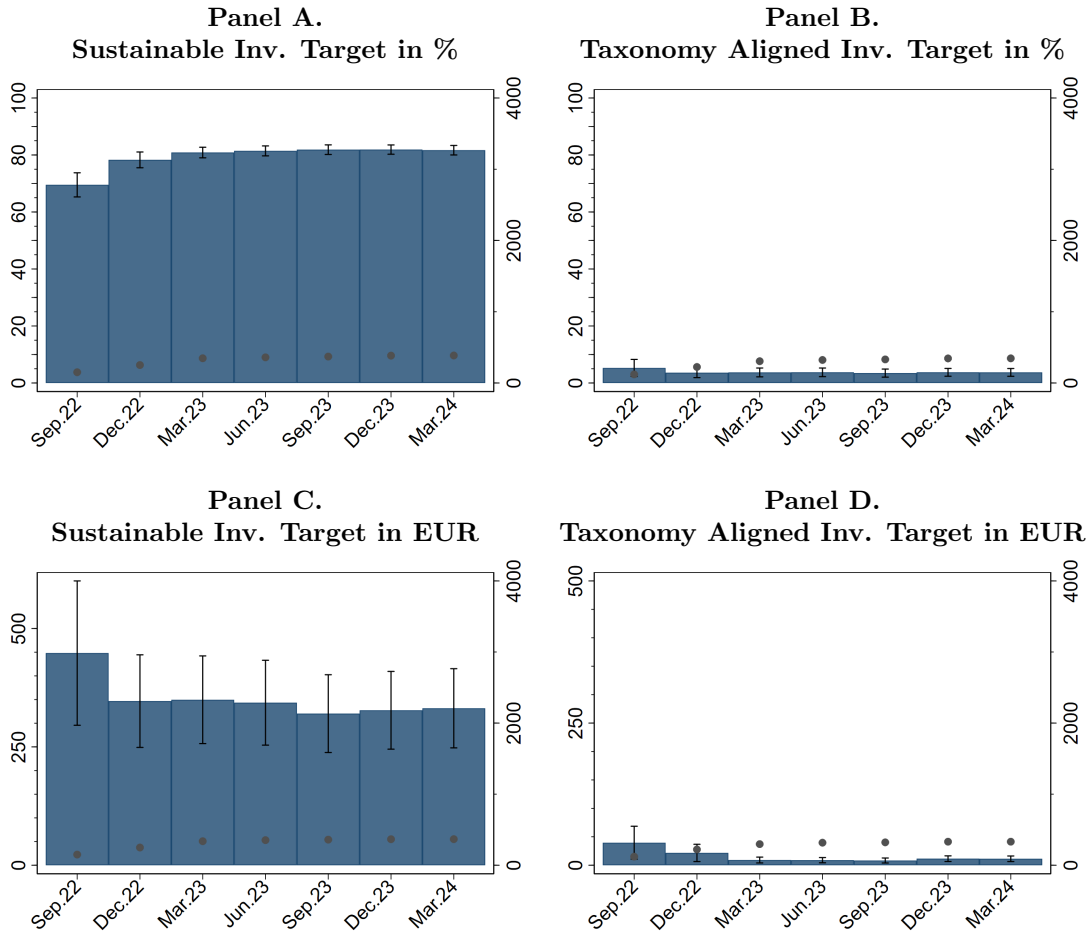 Panel A.
Sustainable Inv. Target in %
100
80
60
40
20
0
4000
2000
0
Sep.22
Dec.22
Mar.23
Jun.23
Sep.23
Dec.23
Mar.24
Panel B.
Taxonomy Aligned Inv. Target in %
100
80
60
40
20
0
4000
2000
0
Sep.22
Dec.22
Mar.23
Jun.23
Sep.23
Dec.23
Mar.24
Panel C.
Sustainable Inv. Target in EUR
500
250
0
4000
2000
0
Sep.22
Dec.22
Mar.23
Jun.23
Sep.23
Dec.23
Mar.24
Panel D.
Taxonomy Aligned Inv. Target in EUR
500
250
0
4000
2000
0
Sep.22
Dec.22
Mar.23
Jun.23
Sep.23
Dec.23
Mar.24